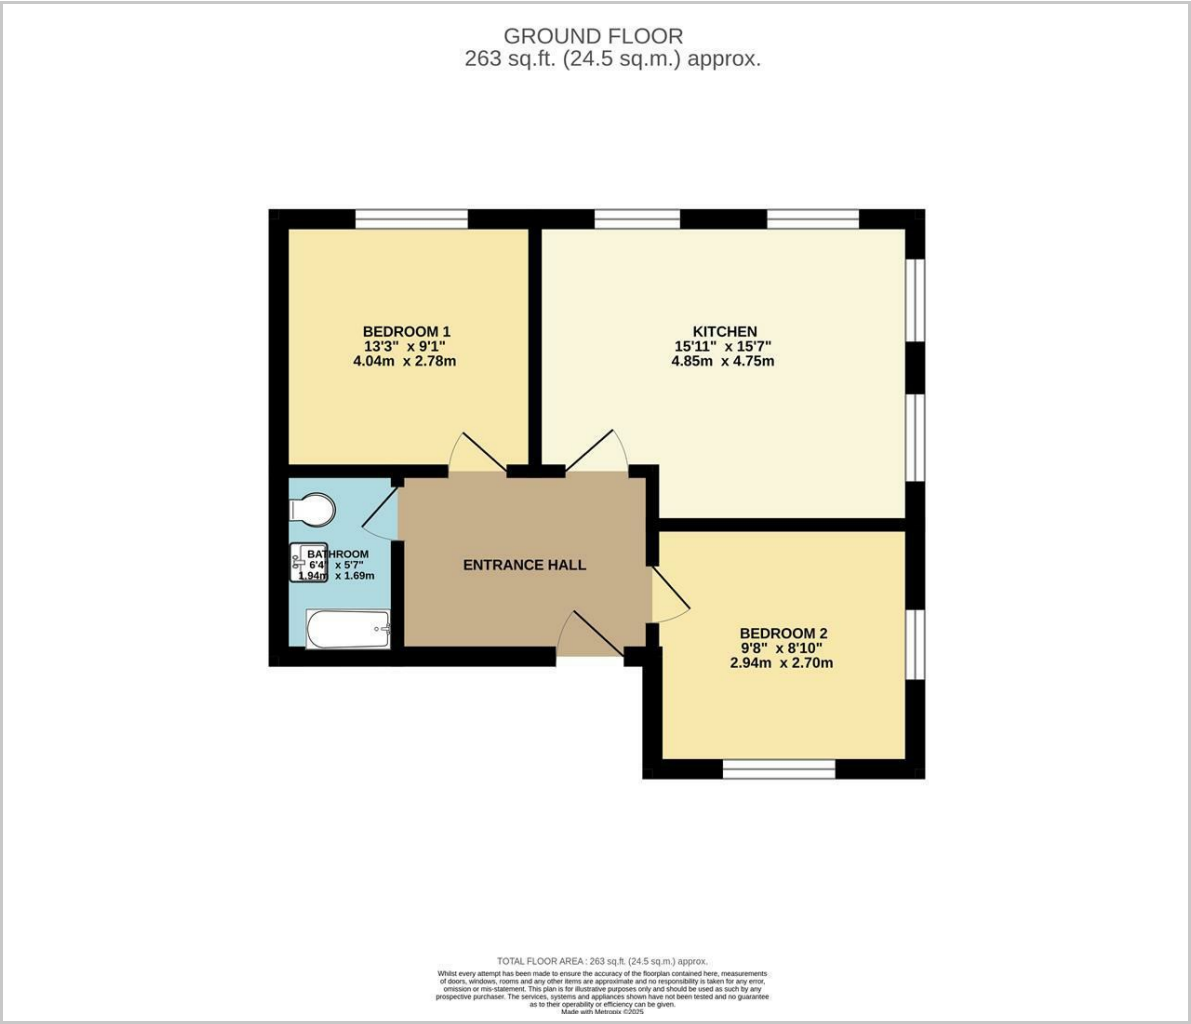 GROUND FLOOR
263 sq.ft. (24.5 sq.m.) approx.
BEDROOM 1
13'3" x 9'1"
4.04m x 2.78m
KITCHEN
15'11" x 15'7"
4.85m x 4.75m
BATHROOM
6'4" x 5'7"
1.94m x 1.69m
ENTRANCE HALL
BEDROOM 2
9'8" x 8'10"
2.94m x 2.70m
TOTAL FLOOR AREA : 263 sq.ft. (24.5 sq.m.) approx.
Whilst every attempt has been made to ensure the accuracy of the floorplan contained here, measurements
of doors, windows, rooms and any other items are approximate and no responsibility is taken for any error,
omission or mis-statement. This plan is for illustrative purposes only and should be used as such by any
prospective purchaser. The services, systems and appliances shown have not been tested and no guarantee
as to their operability or efficiency can be given.
Made with Metropix ©2025